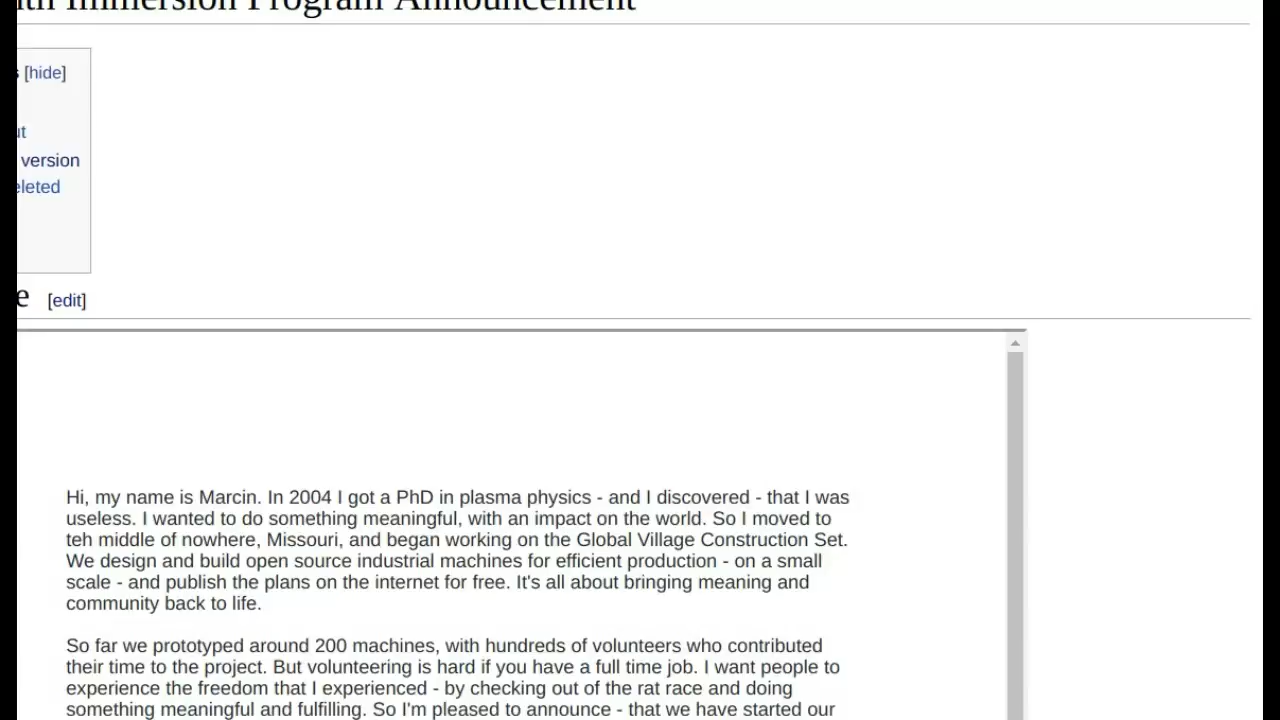 Immersion Program Announcement
[hide]
version
e [edit]
Hi, my name is Marcin. In 2004 I got a PhD in plasma physics - and I discovered - that I was
useless. I wanted to do something meaningful, with an impact on the world. So I moved to
teh middle of nowhere, Missouri, and began working on the Global Village Construction Set.
We design and build open source industrial machines for efficient production - on a small
scale - and publish the plans on the internet for free. It's all about bringing meaning and
community back to life.
So far we prototyped around 200 machines, with hundreds of volunteers who contributed
their time to the project. But volunteering is hard if you have a full time job. I want people to
experience the freedom that I experienced - by checking out of the rat race and doing
something meaningful and fulfilling. So I'm pleased to announce - that we have started our